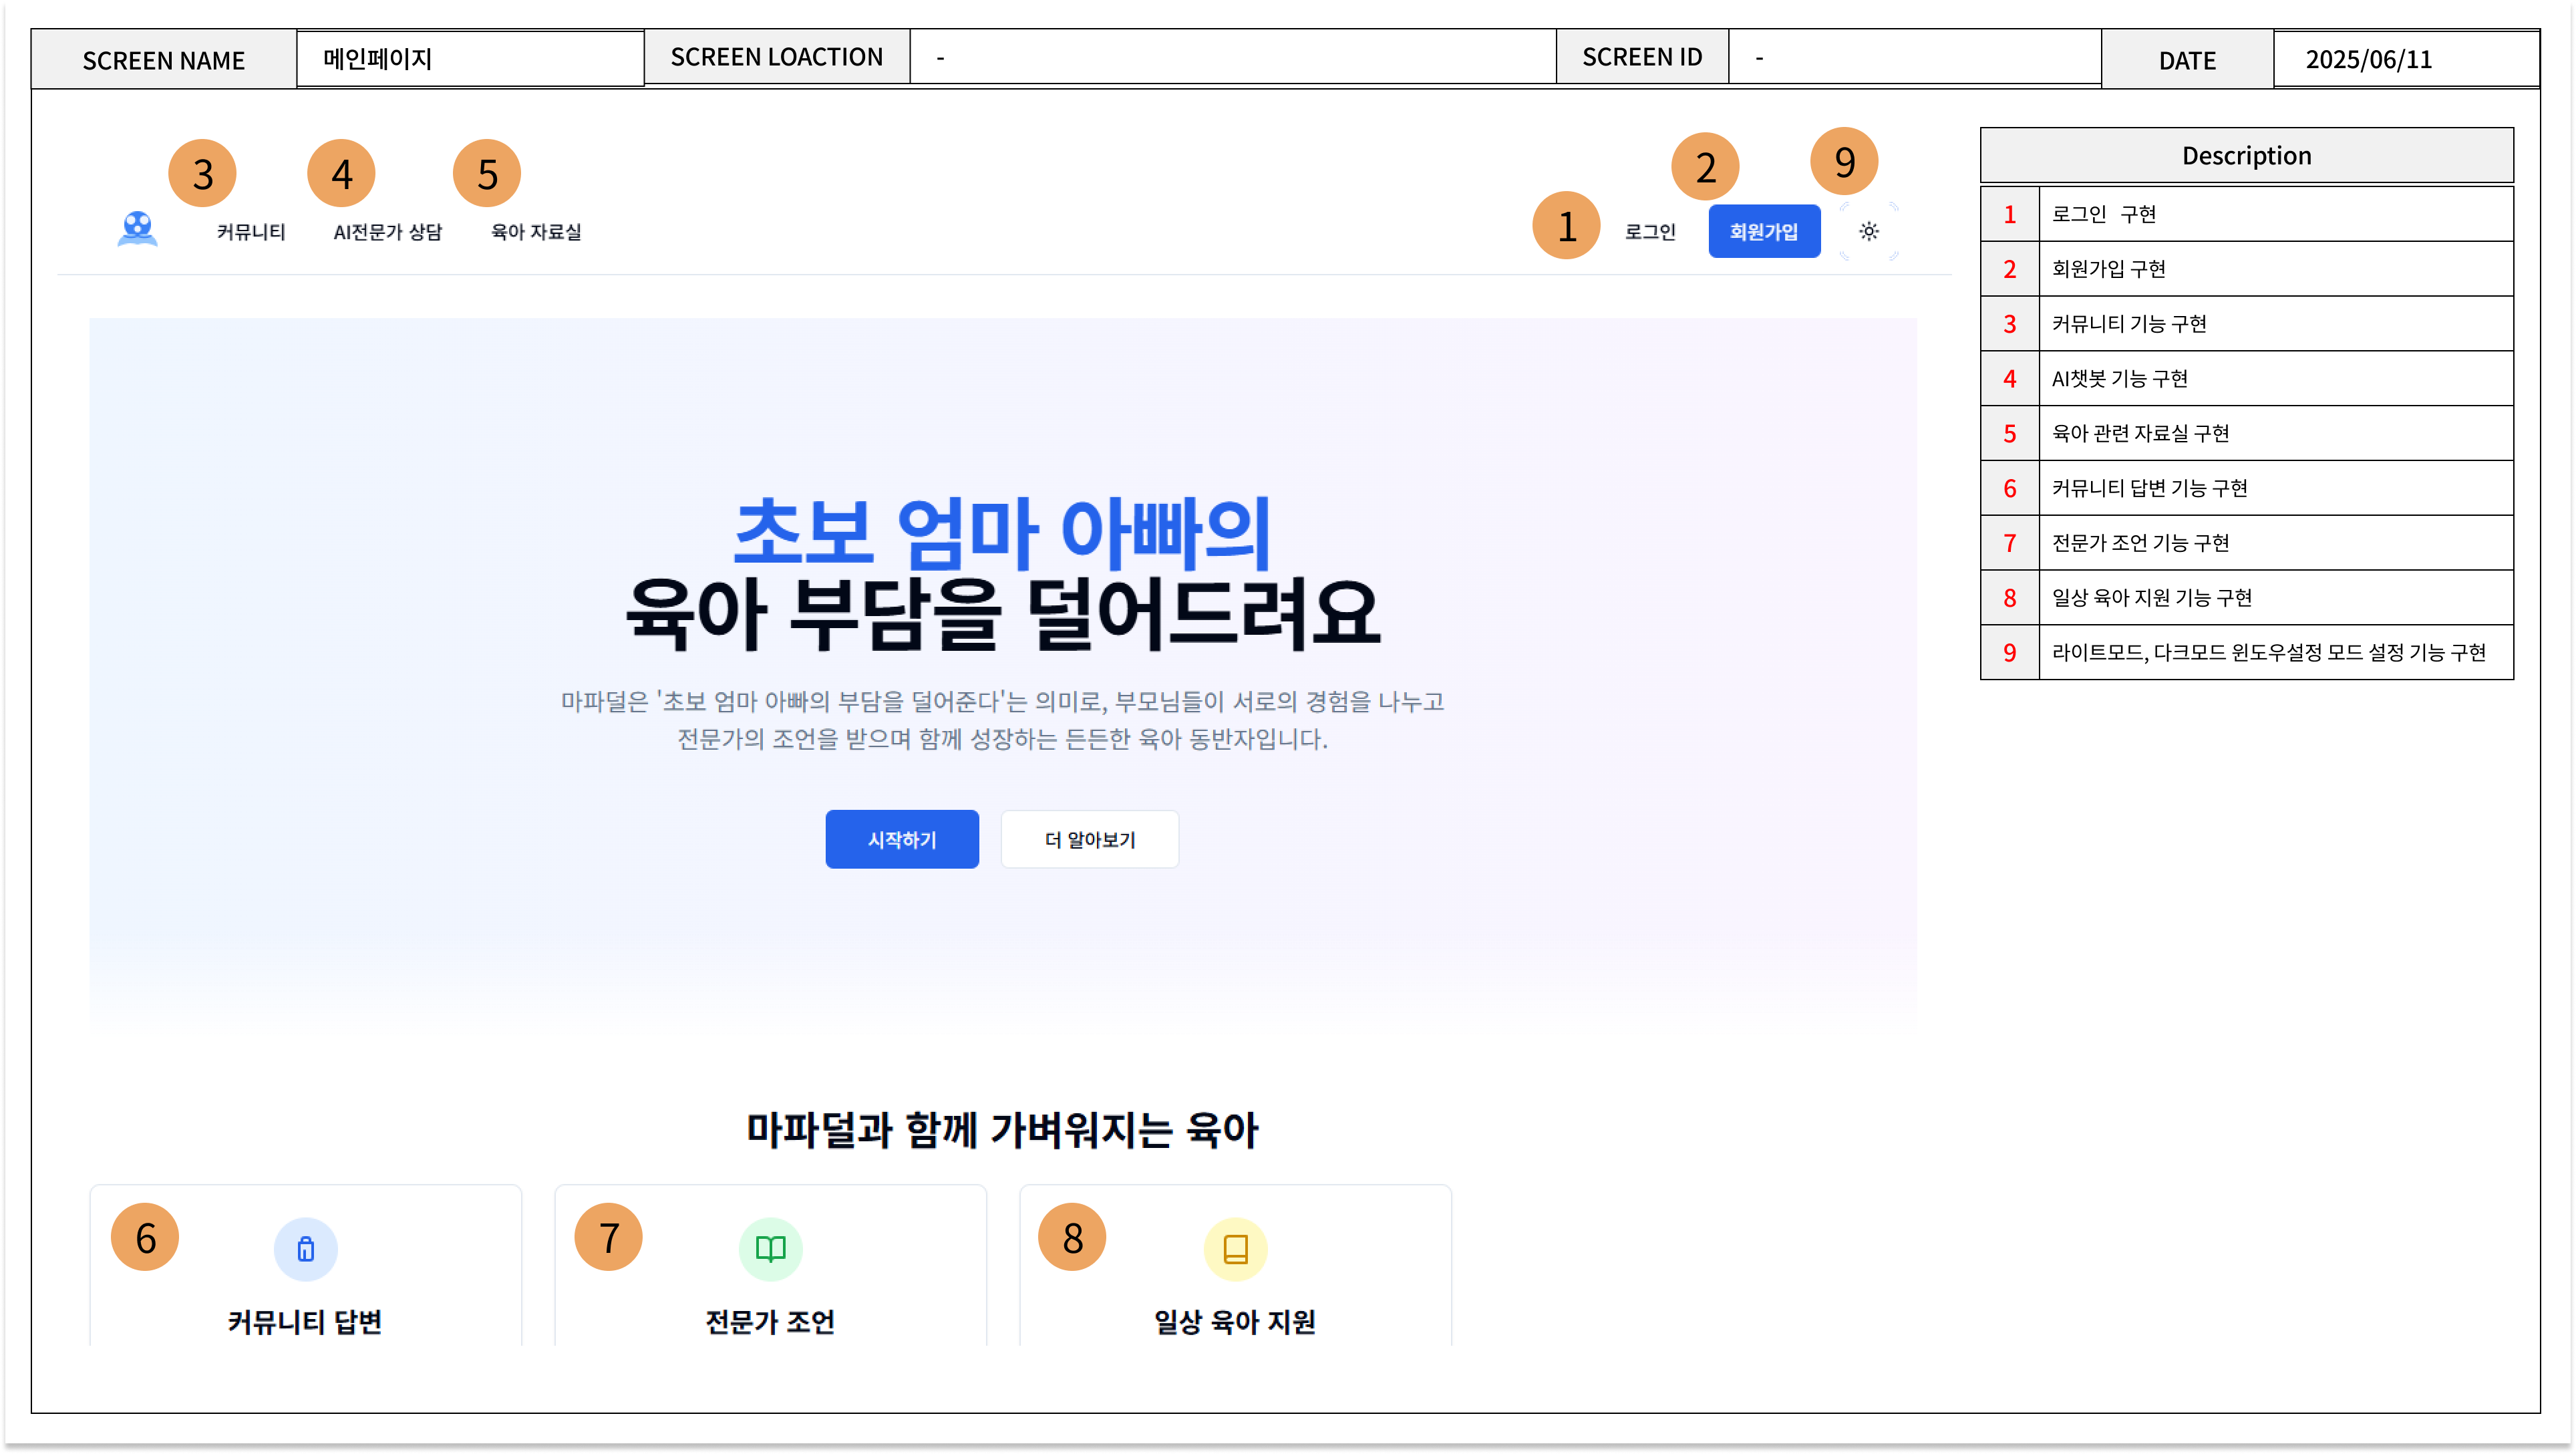 SCREEN NAME 메인페이지 SCREEN LOACTION - SCREEN ID - DATE 2025/06/11
3 4 5 2 9
1
커뮤니티 AI전문가 상담 육아 자료실 로그인 회원가입
초보 엄마 아빠의
육아 부담을 덜어드려요
마파덜은 '초보 엄마 아빠의 부담을 덜어준다'는 의미로, 부모님들이 서로의 경험을 나누고
전문가의 조언을 받으며 함께 성장하는 든든한 육아 동반자입니다.
시작하기 더 알아보기
마파덜과 함께 가벼워지는 육아
6 7 8
커뮤니티 답변 전문가 조언 일상 육아 지원
Description
1 로그인 구현
2 회원가입 구현
3 커뮤니티 기능 구현
4 AI챗봇 기능 구현
5 육아 관련 자료실 구현
6 커뮤니티 답변 기능 구현
7 전문가 조언 기능 구현
8 일상 육아 지원 기능 구현
9 라이트모드, 다크모드 윈도우설정 모드 설정 기능 구현